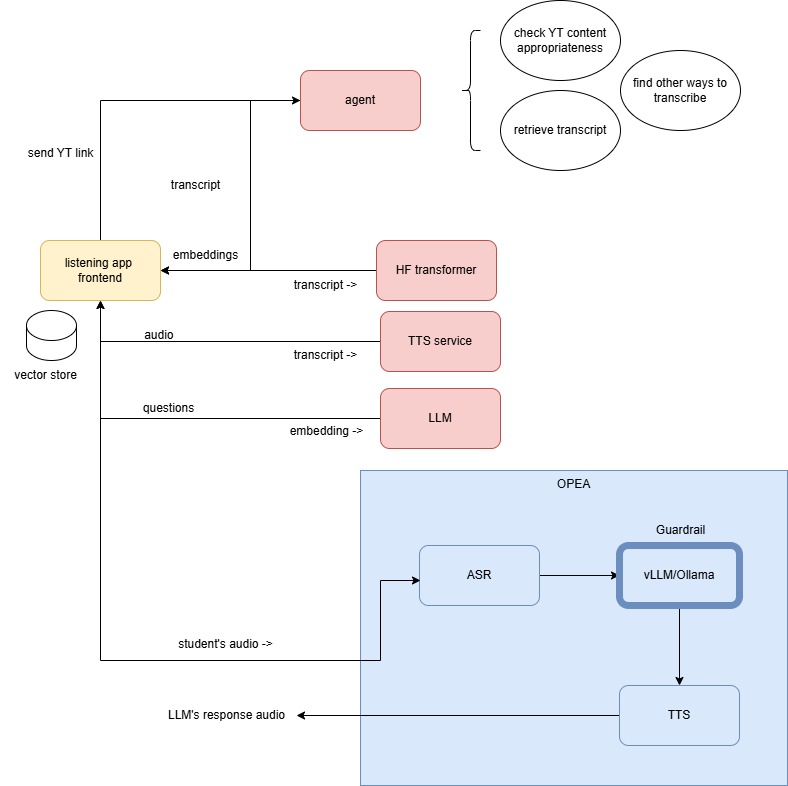 check YT content
appropriateness
find other ways to
transcribe
agent
retrieve transcript
send YT link
transcript
embeddings
listening app
frontend
HF transformer
transcript ->
audio
TTS service
transcript ->
vector store
questions
LLM
embedding ->
OPEA
Guardrail
ASR
vLLM/Ollama
student's audio ->
LLM's response audio
TTS